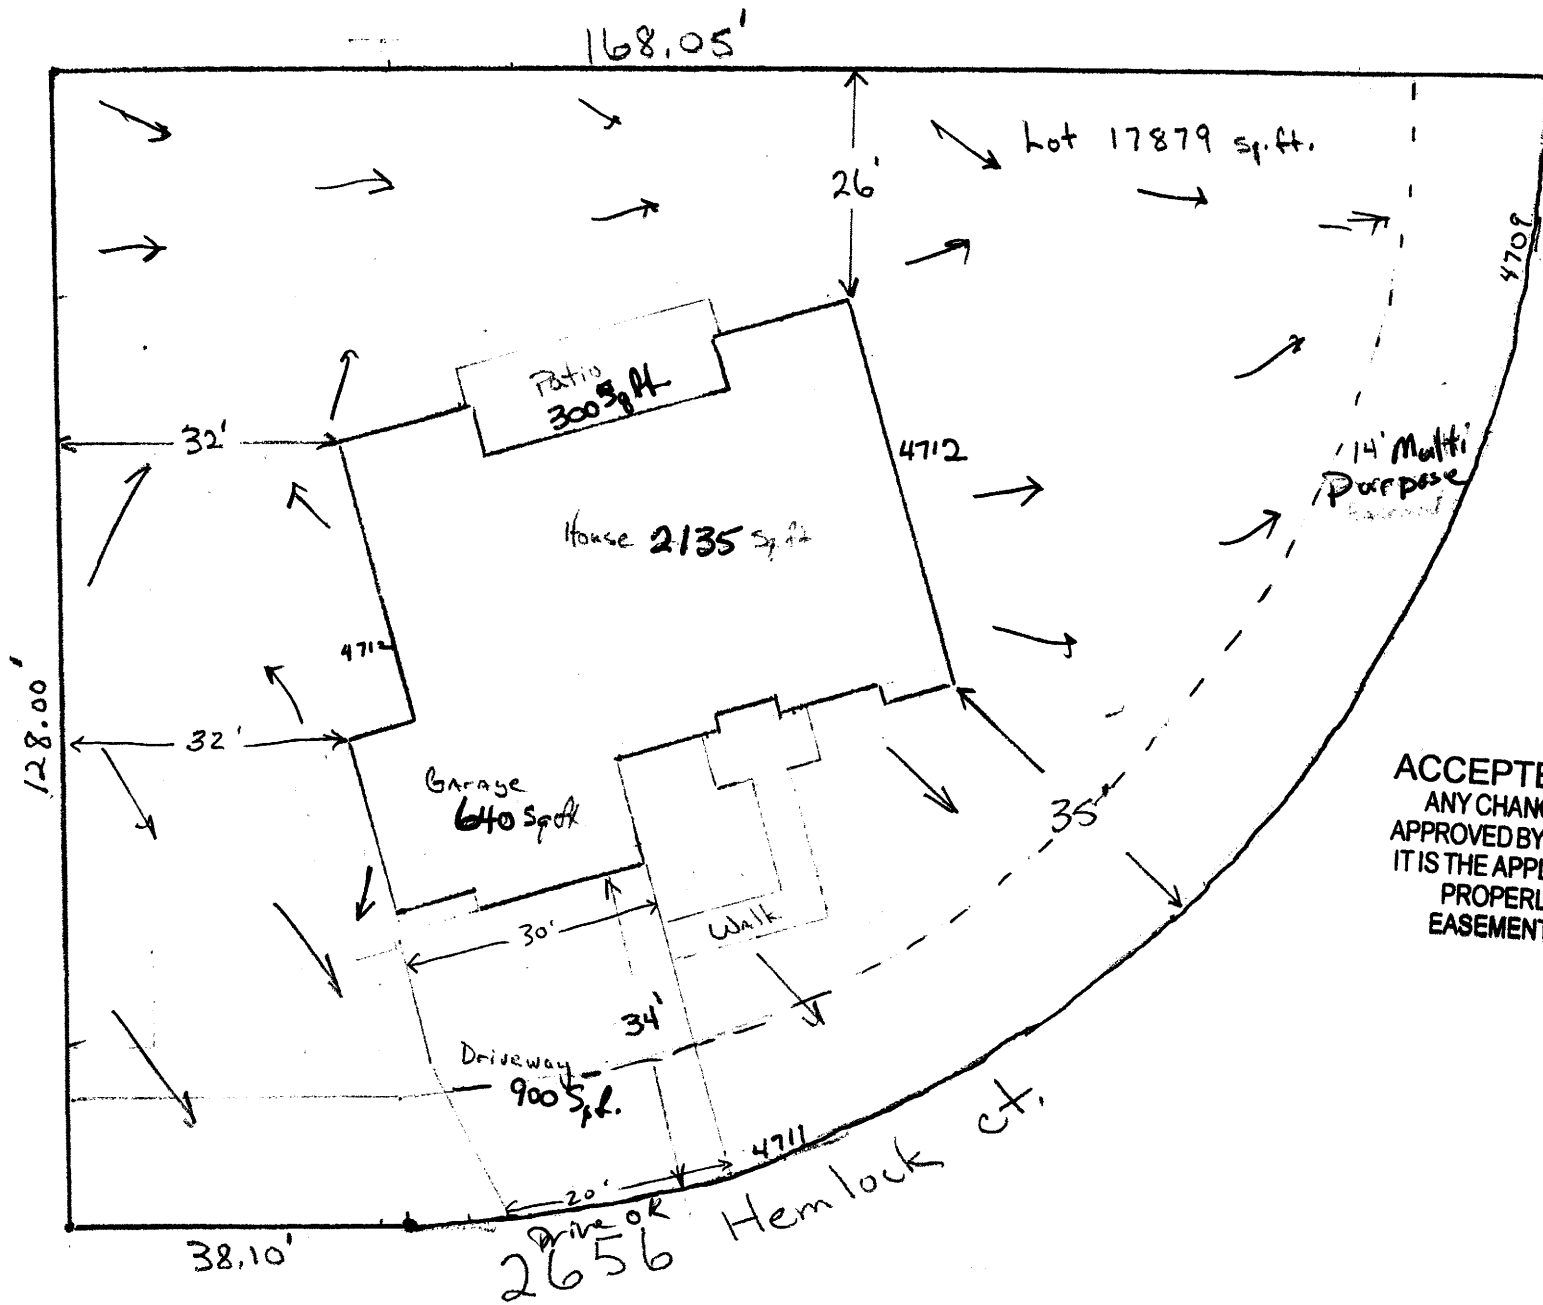 168.05'
Lot 17879 sq.ft.
26'
4709
Patio
300 Sq ft
32'
4712
14' Multi
Purpose
Easement
House 2135 Sq ft
4712
128.00'
32'
Garage
640 Sq ft
35'
ACCEPTE
ANY CHANG
APPROVED BY
IT IS THE APPL
PROPERL
EASEMENT
30'
Walk
34'
Driveway
900 Sq ft.
4711
20'
Drive OK
38.10'
2656 Hemlock ct.